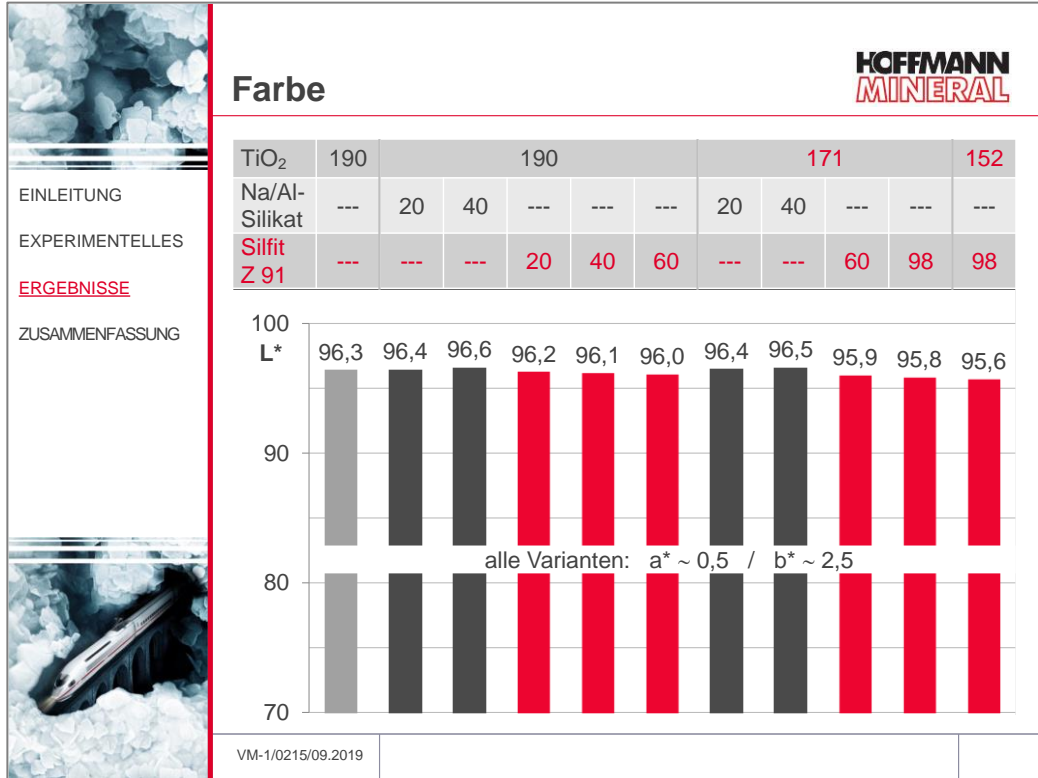 Farbe
HOFFMANN
MINERAL
EINLEITUNG
EXPERIMENTELLES
ERGEBNISSE
ZUSAMMENFASSUNG
TiO₂ 190 190 171 152
Na/Al-
Silikat --- 20 40 --- --- --- 20 40 --- --- ---
Silfit
Z 91 --- --- --- 20 40 60 --- --- 60 98 98
100
L*
96,3 96,4 96,6 96,2 96,1 96,0 96,4 96,5 95,9 95,8 95,6
90
alle Varianten: a* ~ 0,5 / b* ~ 2,5
80
70
VM-1/0215/09.2019